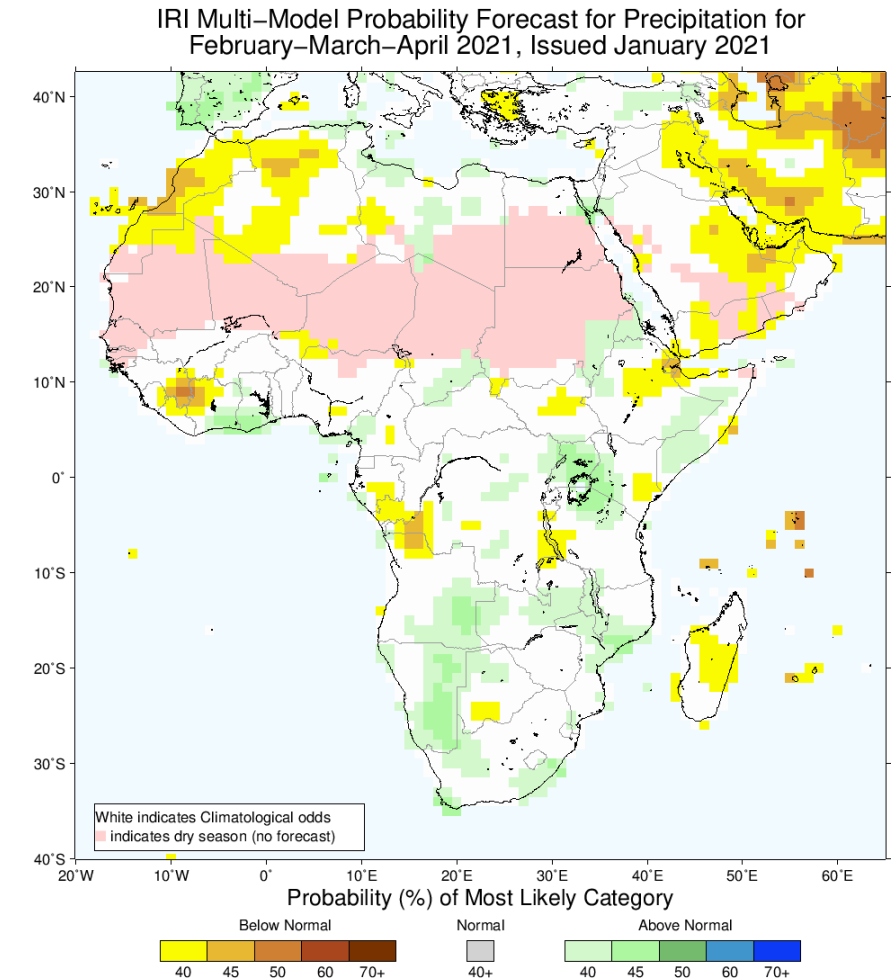 IRI Multi−Model Probability Forecast for Precipitation for
February−March−April 2021, Issued January 2021
40˚N
30˚N
20˚N
10˚N
0˚
10˚S
20˚S
30˚S
40˚S
White indicates Climatological odds
indicates dry season (no forecast)
20˚W 10˚W 0˚ 10˚E 20˚E 30˚E 40˚E 50˚E 60˚E
Probability (%) of Most Likely Category
Below Normal Normal Above Normal
40 45 50 60 70+ 40+ 40 45 50 60 70+